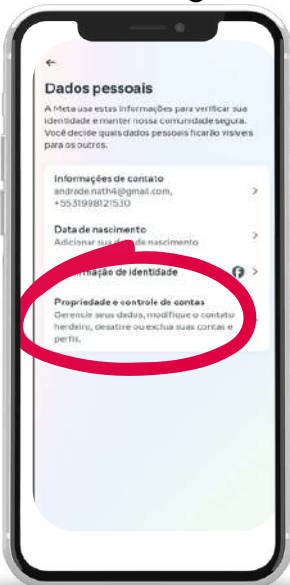 Dados pessoais
A Meta usa estas informações para verificar sua
identidade e manter nossa comunidade segura.
Você decide quais dados pessoais ficarão visíveis
para os outros.
Informações de contato
andrade.nath4@gmail.com,
+5531998121530
Data de nascimento
Adicionar sua data de nascimento
mação de identidade
Propriedade e controle de contas
Gerencie seus dados, modifique o contato
herdeiro, desative ou exclua suas contas e
perfis.